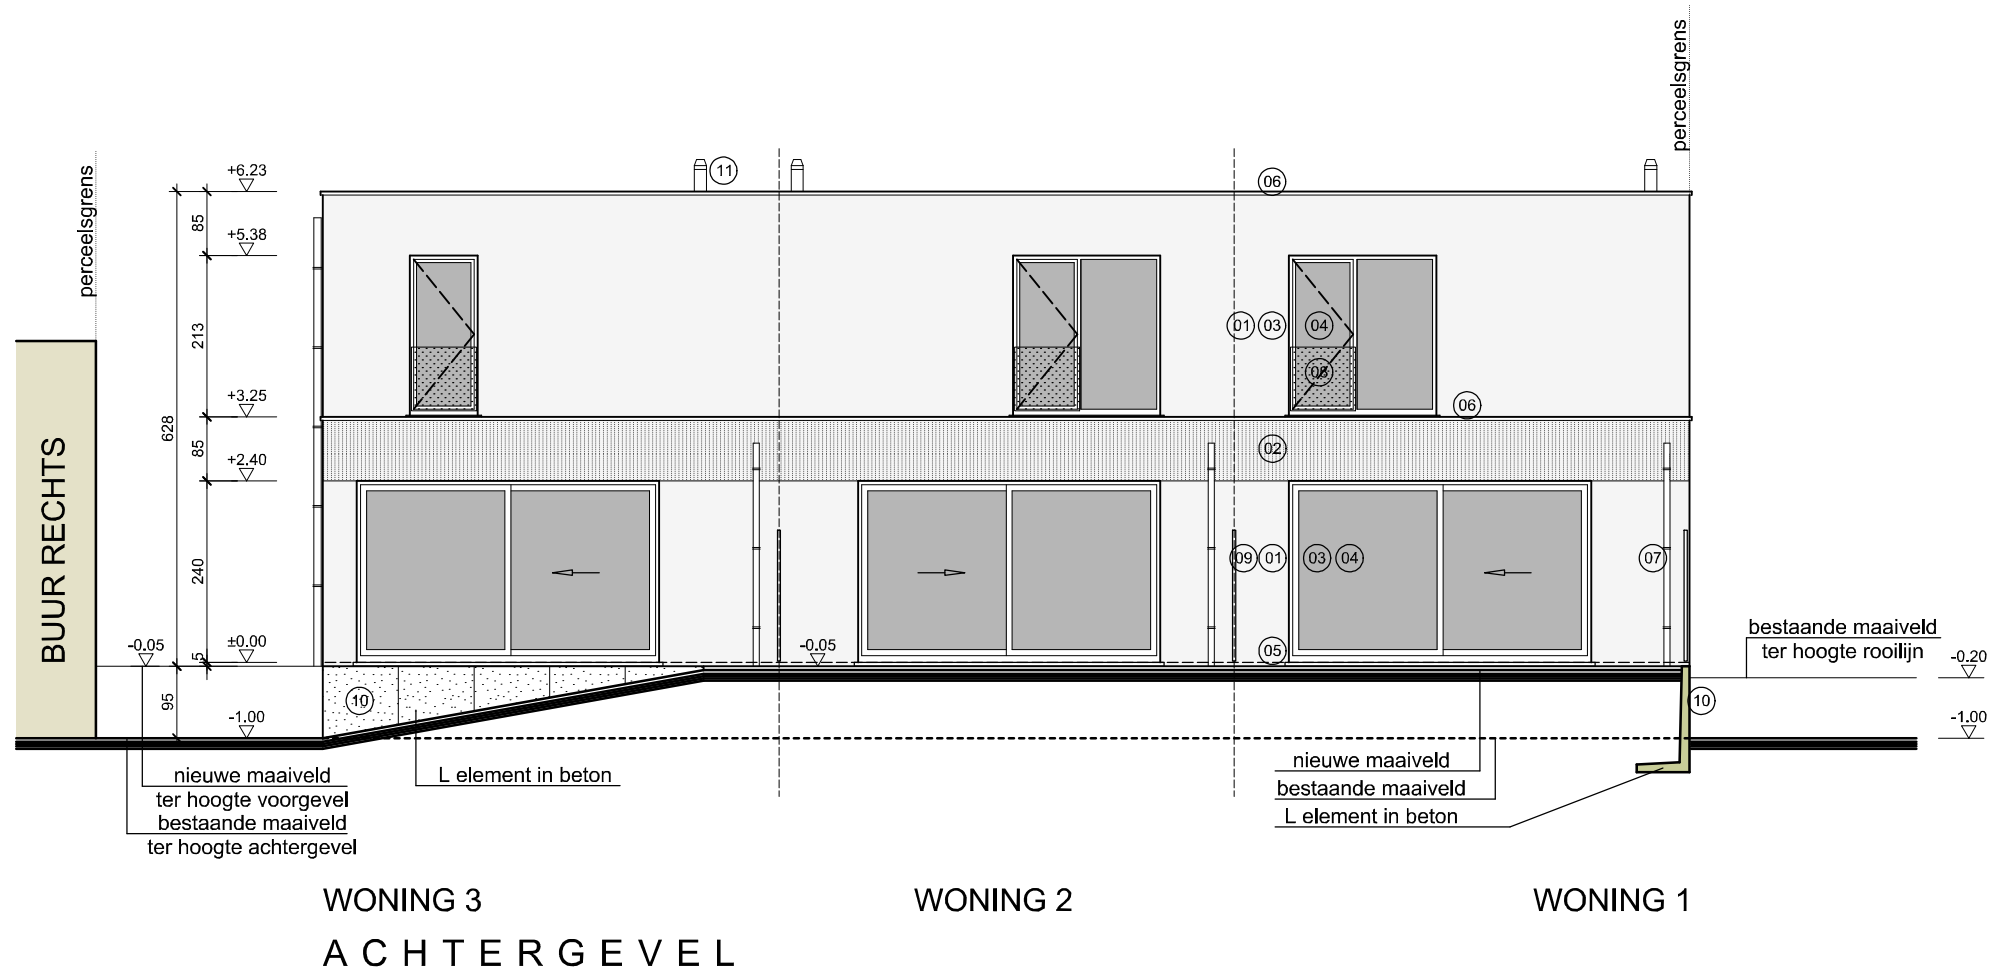 perceelsgrens
perceelsgrens
+6.23
11
06
85
+5.38
213
01 03 04
08
+3.25
06
628
85
02
+2.40
BUUR RECHTS
240
09 01 03 04 07
-0.05
±0.00
-0.05
5
05
bestaande maaiveld
ter hoogte rooilijn
-0.20
95
10
10
-1.00
-1.00
nieuwe maaiveld
ter hoogte voorgevel
bestaande maaiveld
ter hoogte achtergevel
L element in beton
nieuwe maaiveld
bestaande maaiveld
L element in beton
WONING 3
WONING 2
WONING 1
ACHTERGEVEL